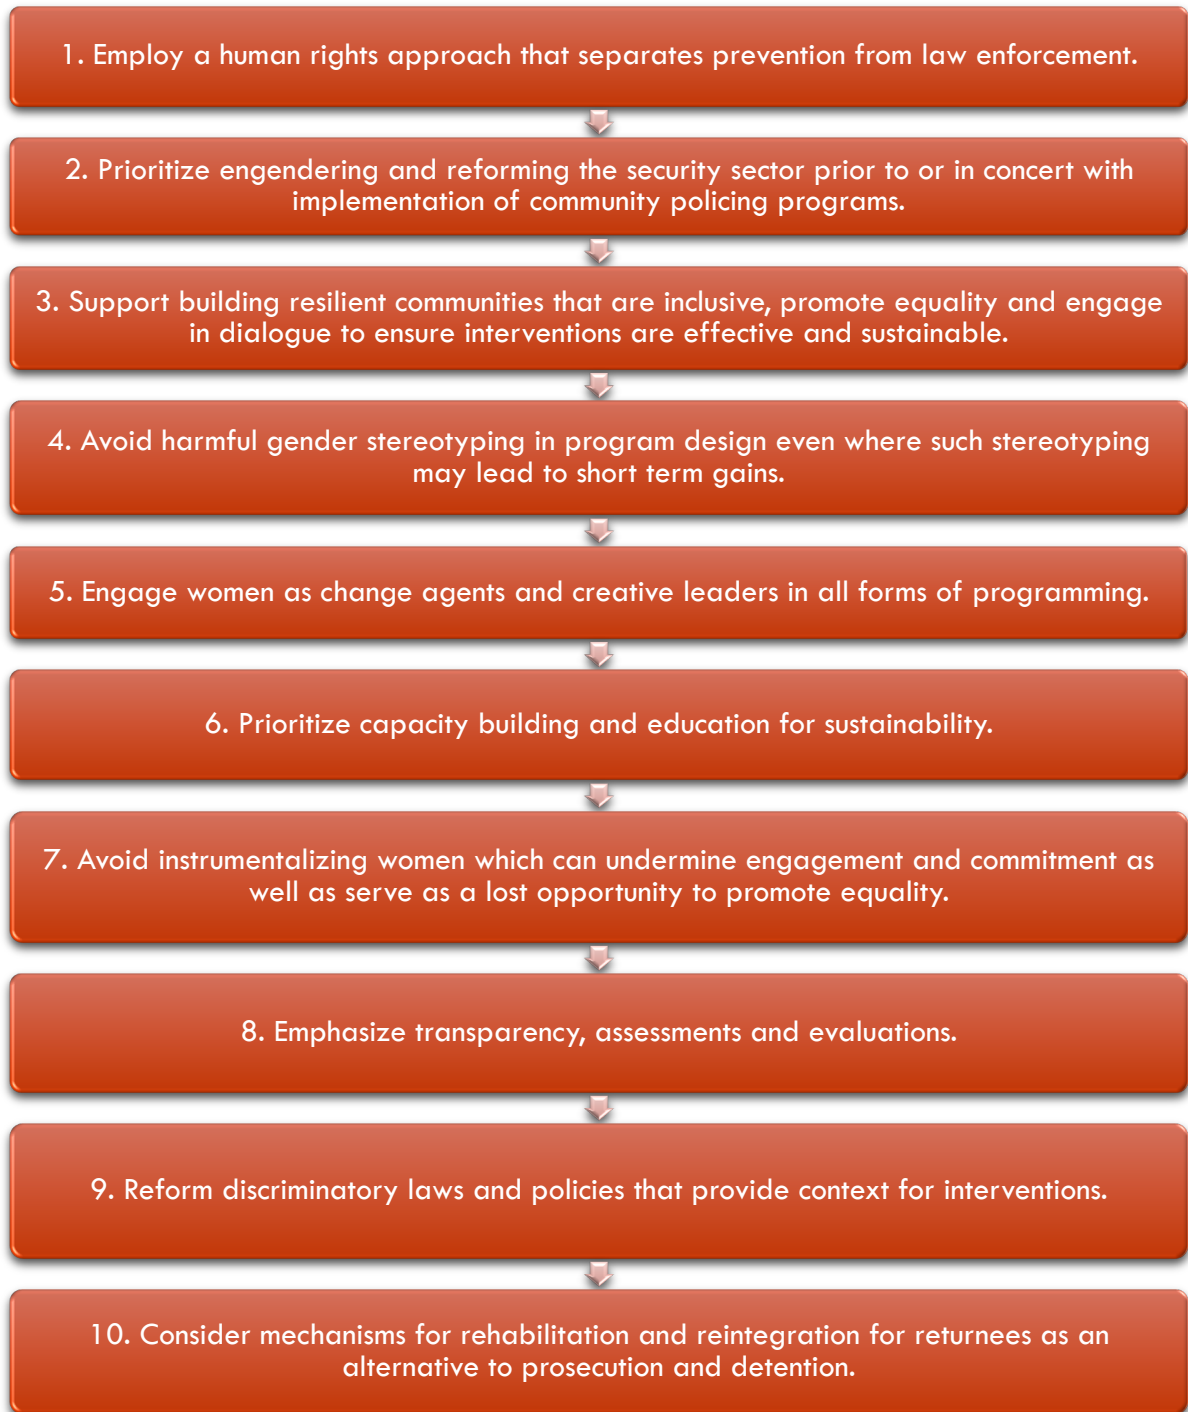 1. Employ a human rights approach that separates prevention from law enforcement.
2. Prioritize engendering and reforming the security sector prior to or in concert with
implementation of community policing programs.
3. Support building resilient communities that are inclusive, promote equality and engage
in dialogue to ensure interventions are effective and sustainable.
4. Avoid harmful gender stereotyping in program design even where such stereotyping
may lead to short term gains.
5. Engage women as change agents and creative leaders in all forms of programming.
6. Prioritize capacity building and education for sustainability.
7. Avoid instrumentalizing women which can undermine engagement and commitment as
well as serve as a lost opportunity to promote equality.
8. Emphasize transparency, assessments and evaluations.
9. Reform discriminatory laws and policies that provide context for interventions.
10. Consider mechanisms for rehabilitation and reintegration for returnees as an
alternative to prosecution and detention.